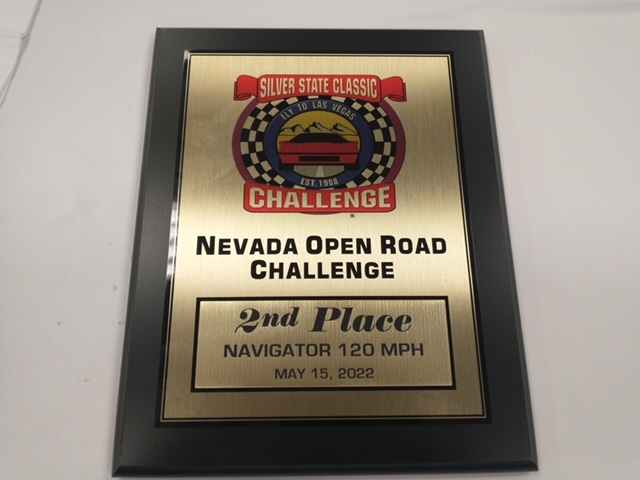 SILVER STATE CLASSIC
ELY TO LAS VEGAS
EST. 1988
CHALLENGE
NEVADA OPEN ROAD
CHALLENGE
2nd Place
NAVIGATOR 120 MPH
MAY 15, 2022